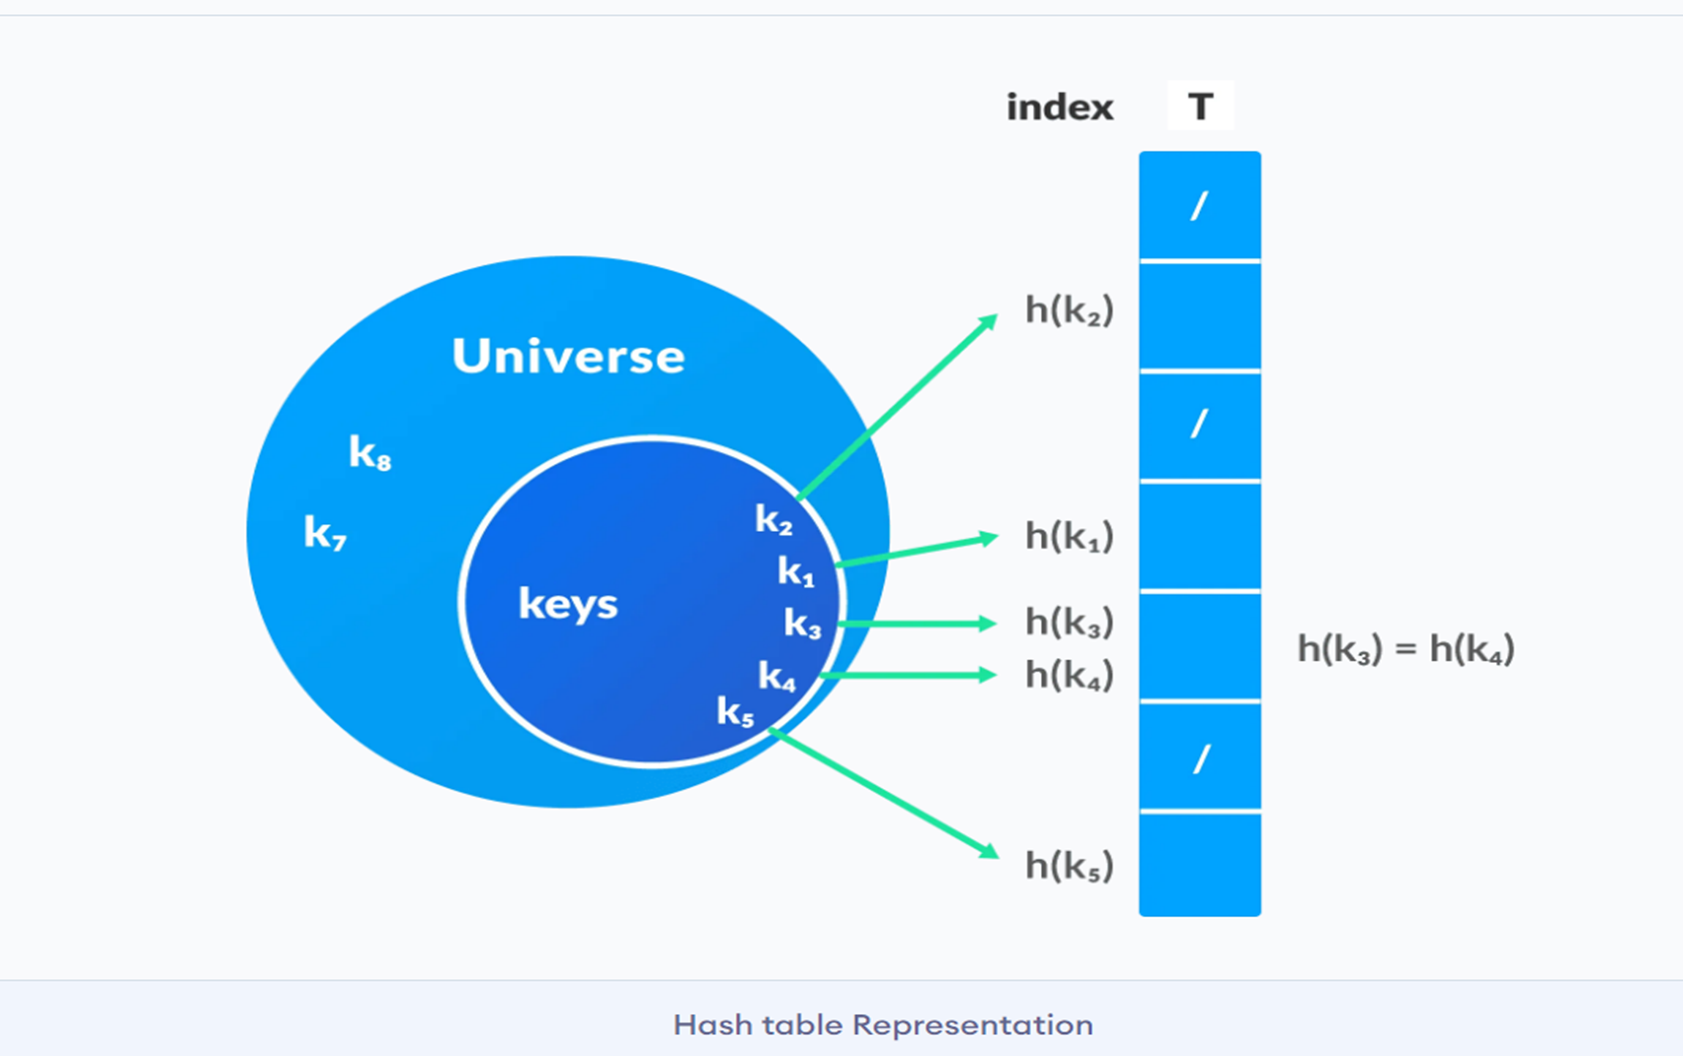 index T
/
h(k₂)
Universe
/
k₈
k₂
k₇
h(k₁)
k₁
keys
k₃
h(k₃)
h(k₃) = h(k₄)
k₄
h(k₄)
k₅
/
h(k₅)
Hash table Representation